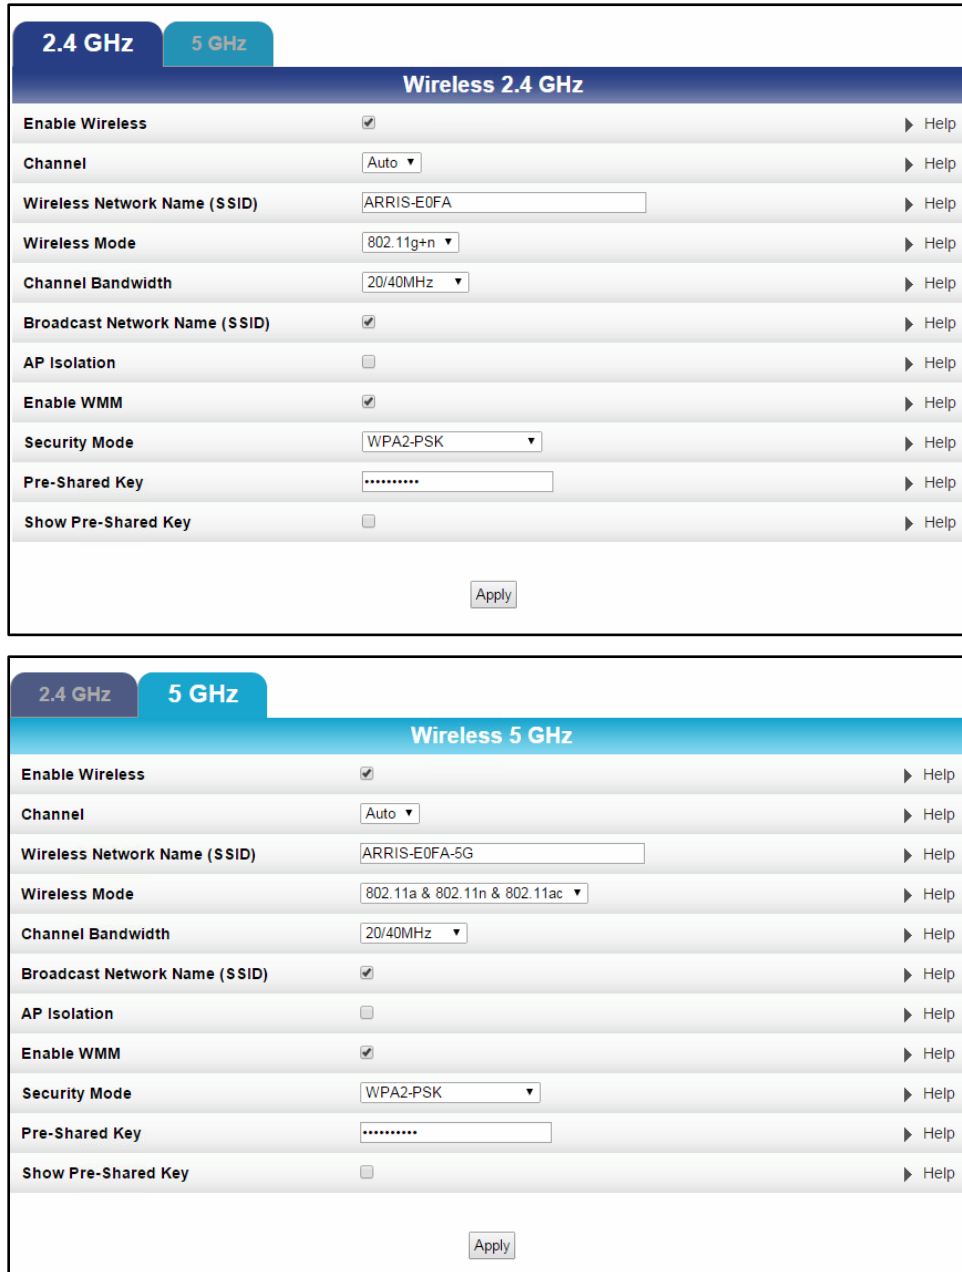 2.4 GHz 5 GHz
Wireless 2.4 GHz
Enable Wireless Help
Channel Auto Help
Wireless Network Name (SSID) ARRIS-E0FA Help
Wireless Mode 802.11g+n Help
Channel Bandwidth 20/40MHz Help
Broadcast Network Name (SSID) Help
AP Isolation Help
Enable WMM Help
Security Mode WPA2-PSK Help
Pre-Shared Key •••••••••• Help
Show Pre-Shared Key Help
Apply
2.4 GHz 5 GHz
Wireless 5 GHz
Enable Wireless Help
Channel Auto Help
Wireless Network Name (SSID) ARRIS-E0FA-5G Help
Wireless Mode 802.11a & 802.11n & 802.11ac Help
Channel Bandwidth 20/40MHz Help
Broadcast Network Name (SSID) Help
AP Isolation Help
Enable WMM Help
Security Mode WPA2-PSK Help
Pre-Shared Key •••••••••• Help
Show Pre-Shared Key Help
Apply